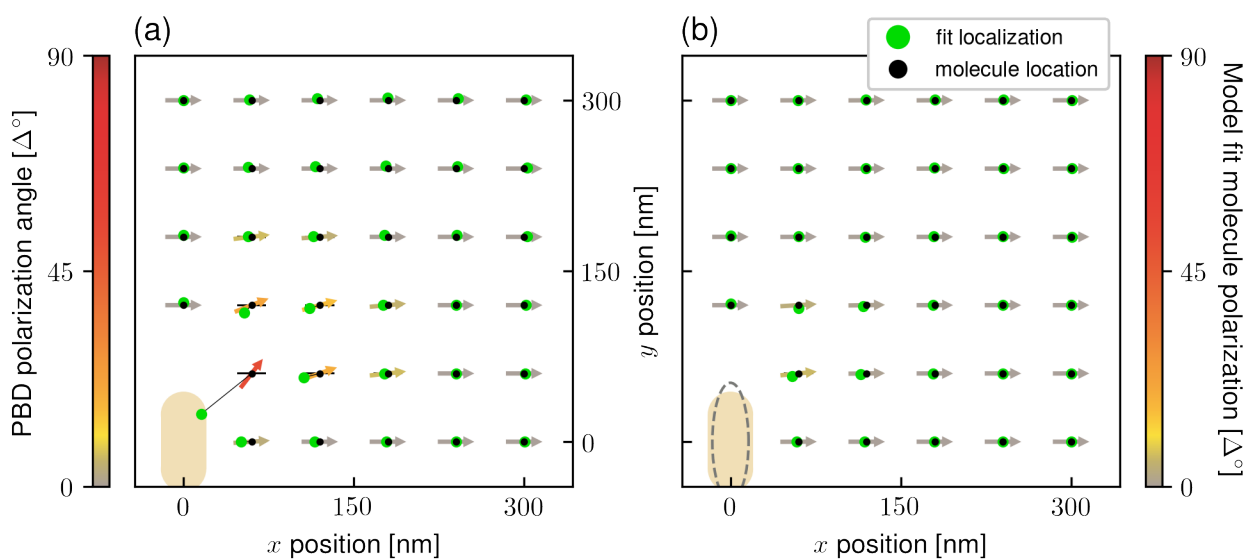 (a)
(b)
fit localization
molecule location
PBD polarization angle [Δ°]
90
45
0
300
150
0
y position [nm]
0
150
300
x position [nm]
0
150
300
x position [nm]
90
45
0
Model fit molecule polarization [Δ°]